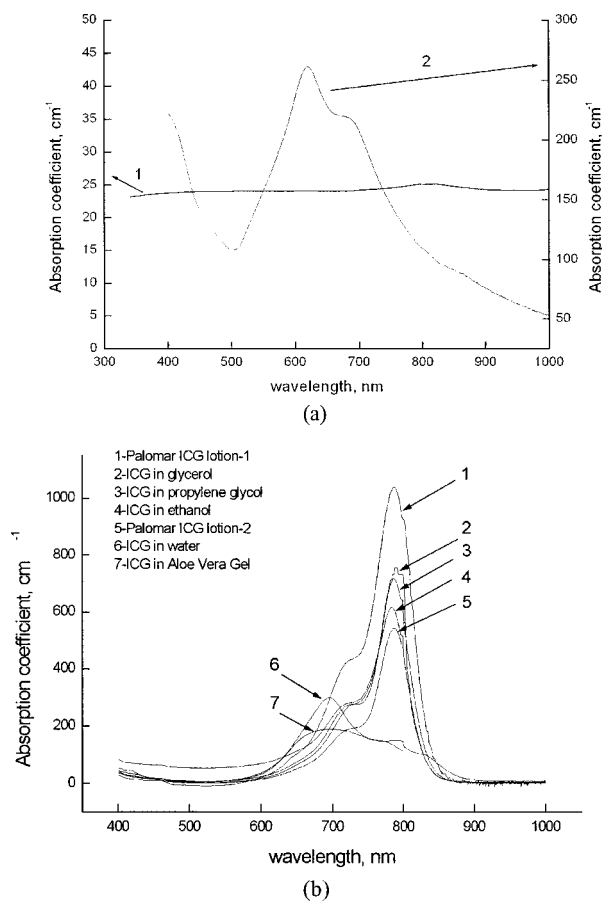 50
45
40
35
30
25
20
15
10
5
0
300
250
200
150
100
50
300 400 500 600 700 800 900 1000
Absorption coefficient, cm-1
Absorption coefficient, cm-1
1
2
wavelength, nm
(a)
1-Palomar ICG lotion-1
2-ICG in glycerol
3-ICG in propylene glycol
4-ICG in ethanol
5-Palomar ICG lotion-2
6-ICG in water
7-ICG in Aloe Vera Gel
1000
800
600
400
200
0
Absorption coefficient, cm -1
1
2
3
4
5
6
7
400 500 600 700 800 900 1000
wavelength, nm
(b)